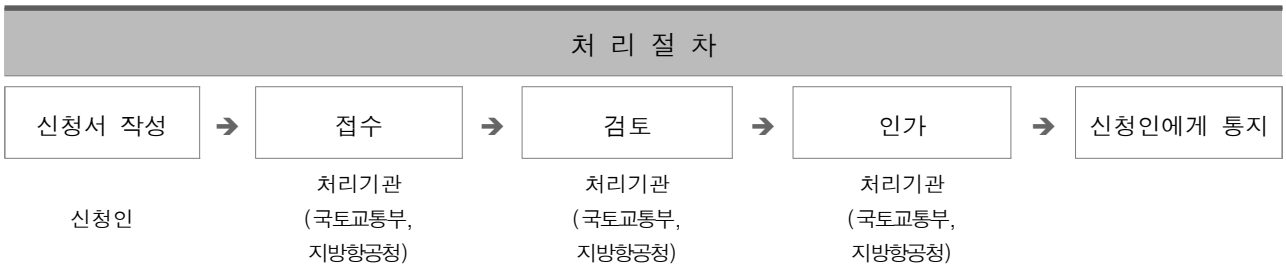 처 리 절 차
신청서 작성 ➔ 접수 ➔ 검토 ➔ 인가 ➔ 신청인에게 통지
신청인
처리기관
(국토교통부,
지방항공청)
처리기관
(국토교통부,
지방항공청)
처리기관
(국토교통부,
지방항공청)